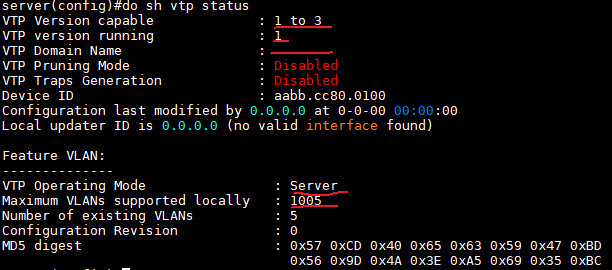 server(config)#do sh vtp status
VTP Version capable : 1 to 3
VTP version running : 1
VTP Domain Name :
VTP Pruning Mode : Disabled
VTP Traps Generation : Disabled
Device ID : aabb.cc80.0100
Configuration last modified by 0.0.0.0 at 0-0-00 00:00:00
Local updater ID is 0.0.0.0 (no valid interface found)
Feature VLAN:
--------------
VTP Operating Mode : Server
Maximum VLANs supported locally : 1005
Number of existing VLANs : 5
Configuration Revision : 0
MD5 digest : 0x57 0xCD 0x40 0x65 0x63 0x59 0x47 0xBD
0x56 0x9D 0x4A 0x3E 0xA5 0x69 0x35 0xBC